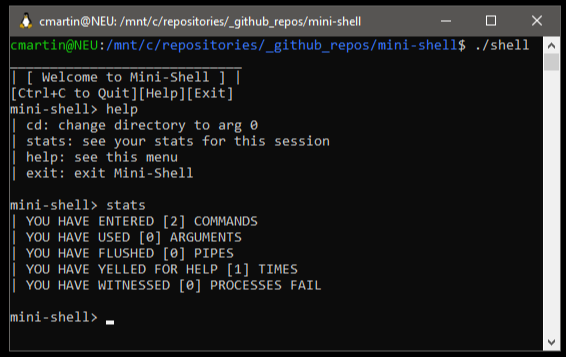 cmartin@NEU: /mnt/c/repositories/_github_repos/mini-shell
cmartin@NEU:/mnt/c/repositories/_github_repos/mini-shell$ ./shell
_____________________________
| [ Welcome to Mini-Shell ] |
[Ctrl+C to Quit][Help][Exit]
mini-shell> help
| cd: change directory to arg 0
| stats: see your stats for this session
| help: see this menu
| exit: exit Mini-Shell
mini-shell> stats
| YOU HAVE ENTERED [2] COMMANDS
| YOU HAVE USED [0] ARGUMENTS
| YOU HAVE FLUSHED [0] PIPES
| YOU HAVE YELLED FOR HELP [1] TIMES
| YOU HAVE WITNESSED [0] PROCESSES FAIL
mini-shell> _